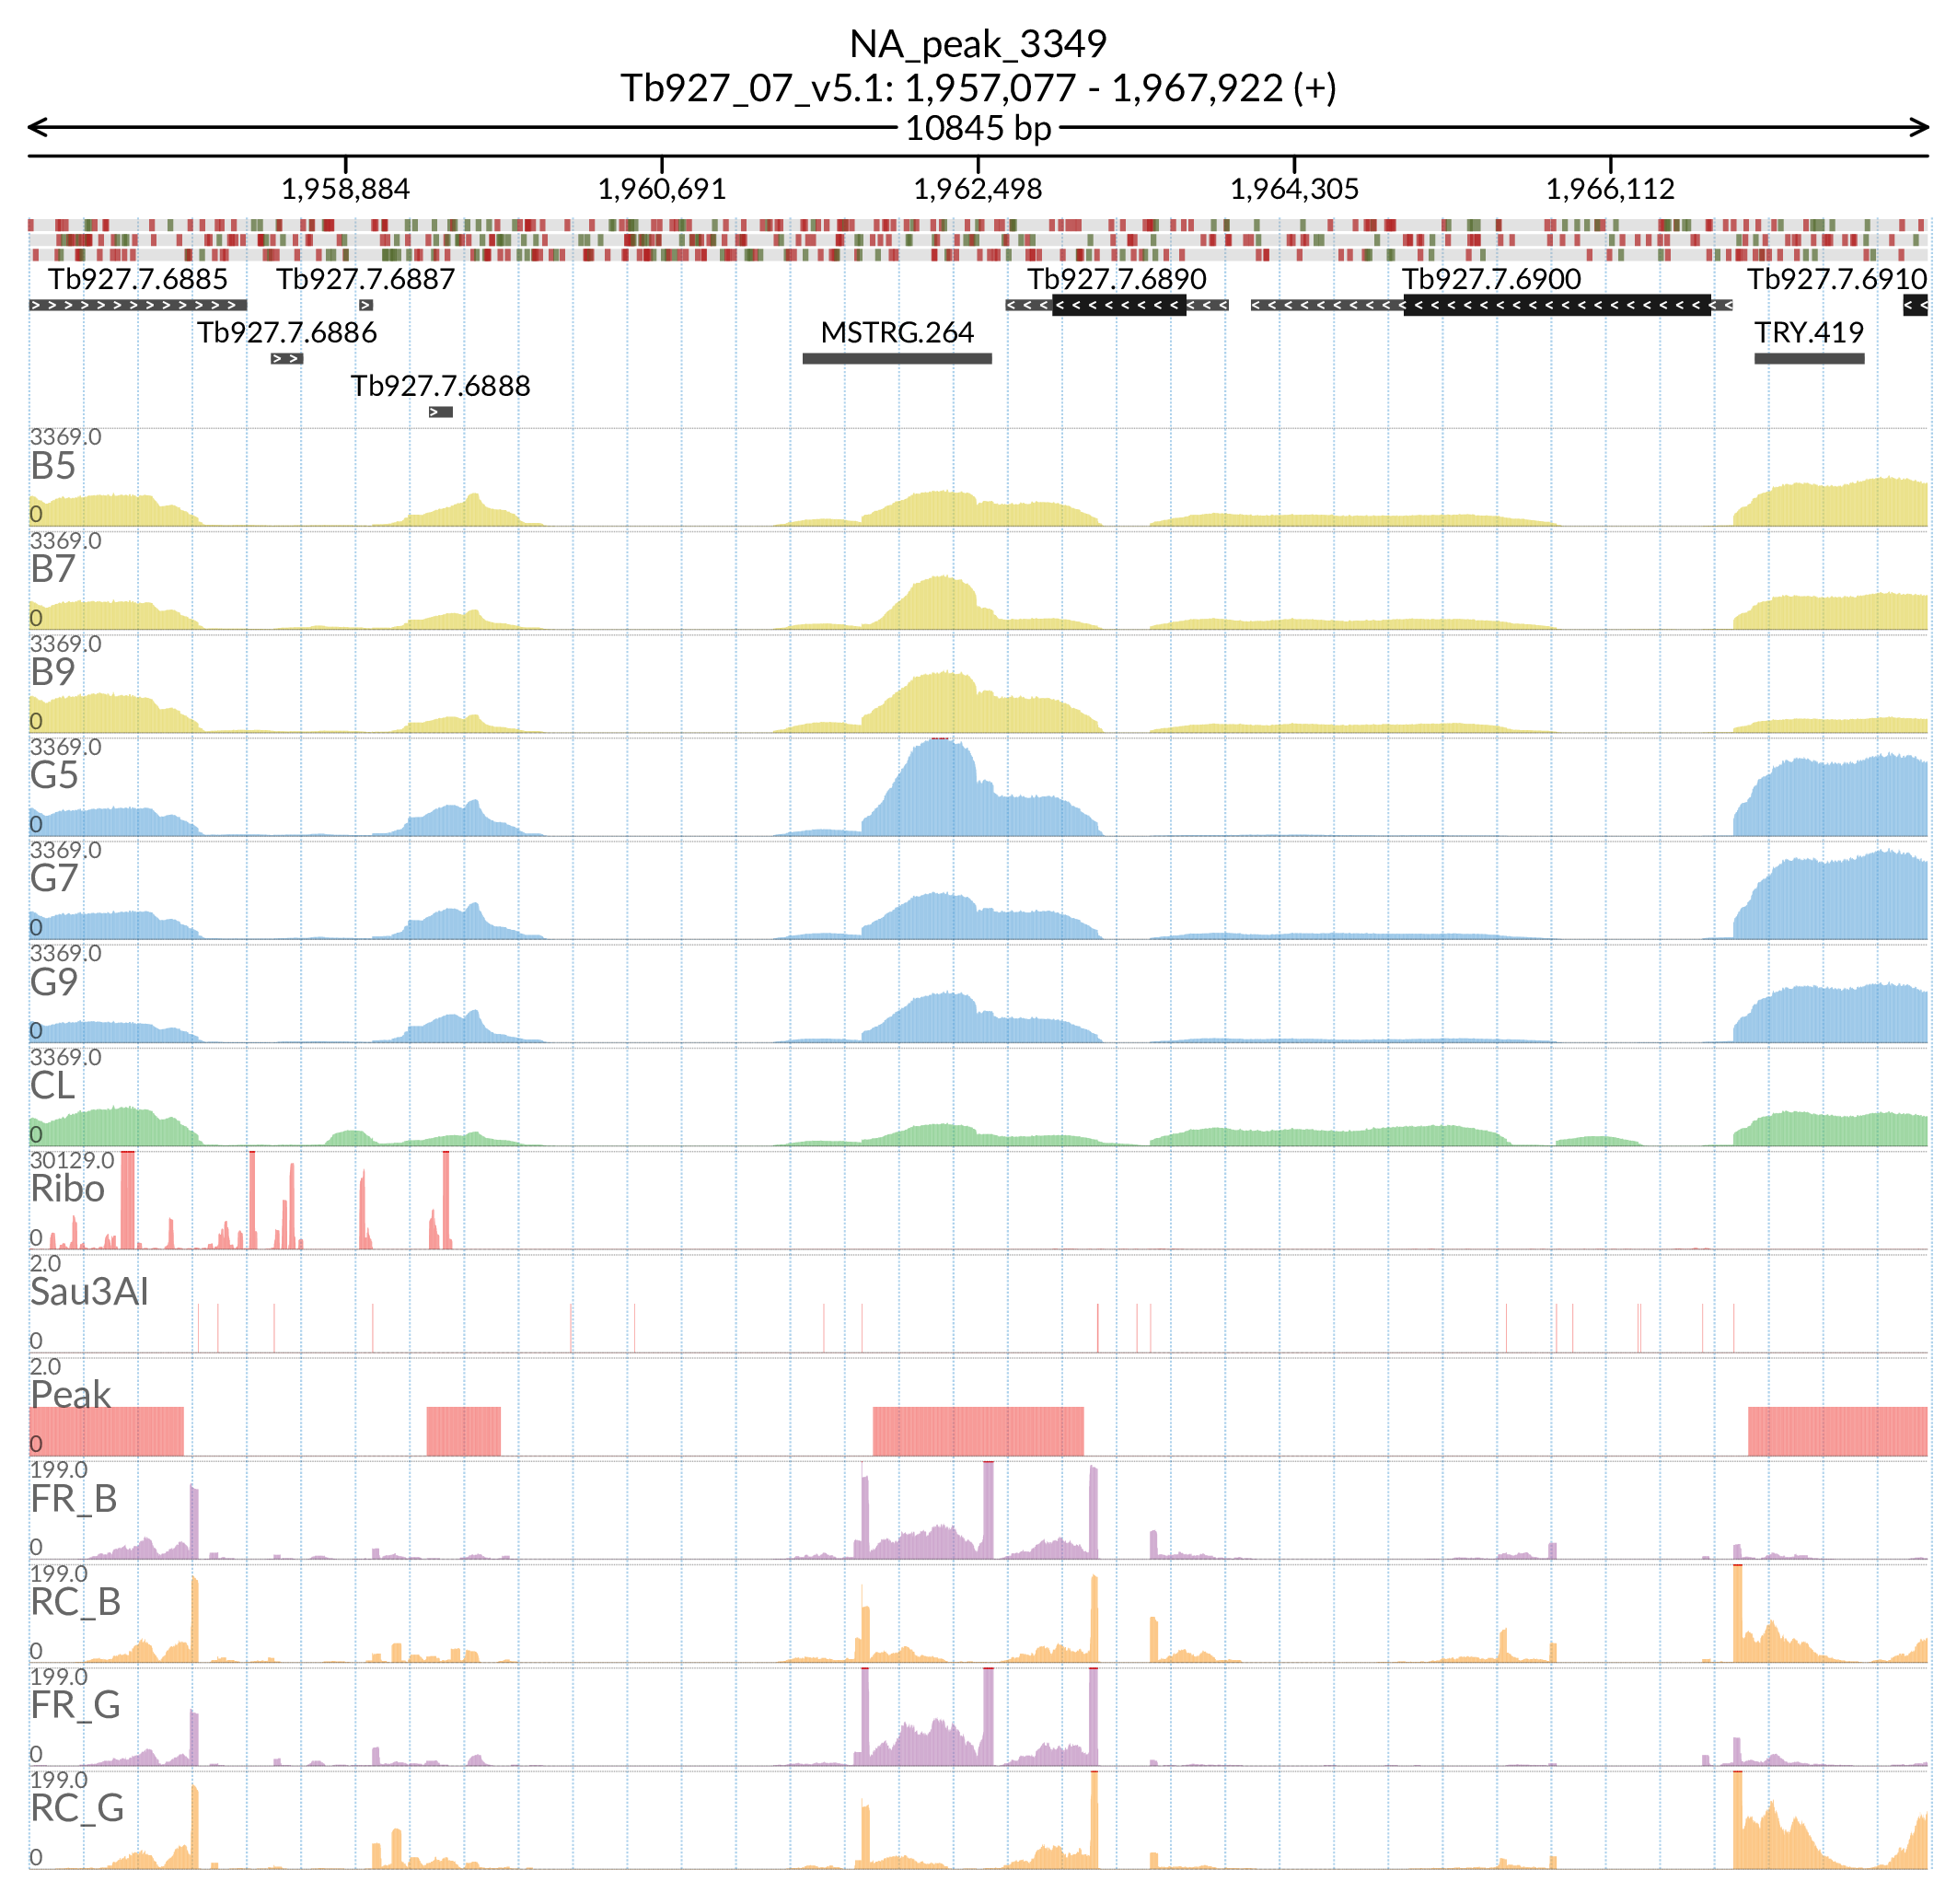 NA_peak_3349
Tb927_07_v5.1: 1,957,077 - 1,967,922 (+)
10845 bp
1,958,884 1,960,691 1,962,498 1,964,305 1,966,112
Tb927.7.6885 Tb927.7.6887 Tb927.7.6890 Tb927.7.6900 Tb927.7.6910
Tb927.7.6886 MSTRG.264 TRY.419
Tb927.7.6888
3369.0
B5
0
3369.0
B7
0
3369.0
B9
0
3369.0
G5
0
3369.0
G7
0
3369.0
G9
0
3369.0
CL
0
30129.0
Ribo
0
2.0
Sau3AI
0
2.0
Peak
0
199.0
FR_B
0
199.0
RC_B
0
199.0
FR_G
0
199.0
RC_G
0